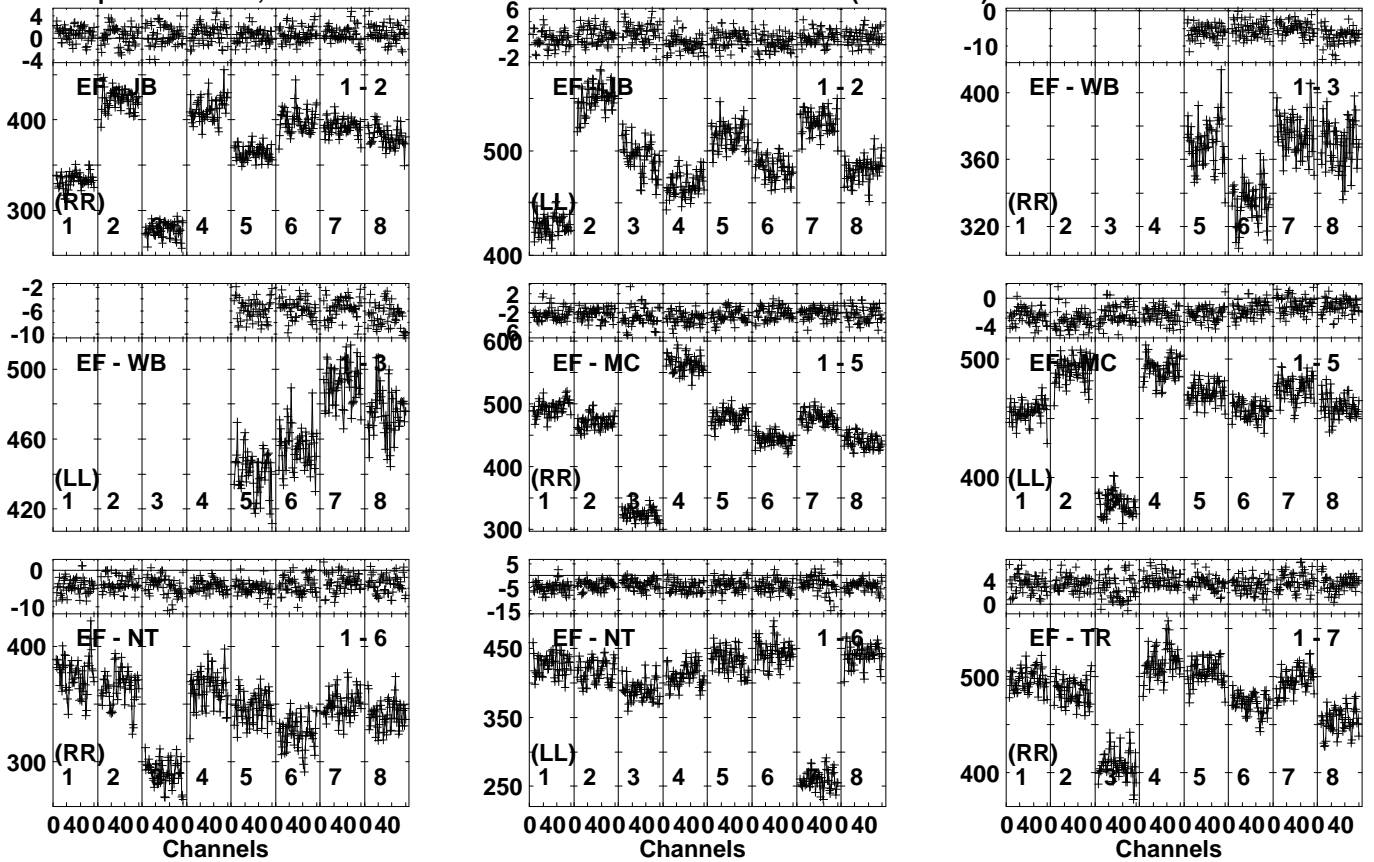 4 0 -4
EF - JB 1 - 2
400
300
(RR)
1 2 3 4 5 6 7 8
6 2 -2
EF - JB 1 - 2
500
400
(LL)
1 2 3 4 5 6 7 8
0 -10
EF - WB 1 - 3
400
360
320
(RR)
1 2 3 4 5 6 7 8
-2 -6 -10
EF - WB 1 - 3
500
460
420
(LL)
1 2 3 4 5 6 7 8
2 -2 -6
EF - MC 1 - 5
600
500
400
300
(RR)
1 2 3 4 5 6 7 8
0 -4
EF - MC 1 - 5
500
400
(LL)
1 2 3 4 5 6 7 8
0 -10
EF - NT 1 - 6
400
300
(RR)
1 2 3 4 5 6 7 8
0 40 0 40 0 40 0 40 0 40 0 40 0 40 0 40
Channels
5 -5 -15
EF - NT 1 - 6
450
350
250
(LL)
1 2 3 4 5 6 7 8
0 40 0 40 0 40 0 40 0 40 0 40 0 40 0 40
Channels
4 0
EF - TR 1 - 7
500
400
(RR)
1 2 3 4 5 6 7 8
0 40 0 40 0 40 0 40 0 40 0 40 0 40 0 40
Channels